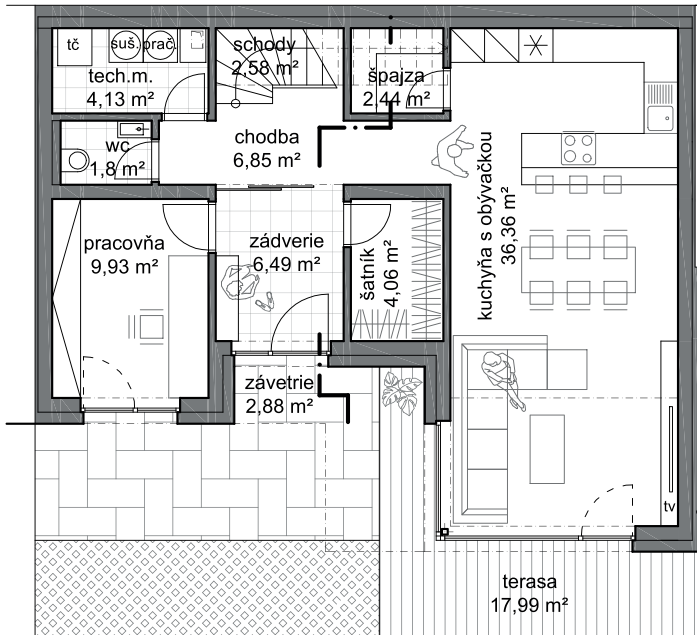 tč
suš.
prač.
tech.m.
4,13 m²
schody
2,58 m²
špajza
2,44 m²
wc
1,8 m²
chodba
6,85 m²
kuchyňa s obývačkou
36,36 m²
pracovňa
9,93 m²
zádverie
6,49 m²
šatník
4,06 m²
závetrie
2,88 m²
tv
terasa
17,99 m²